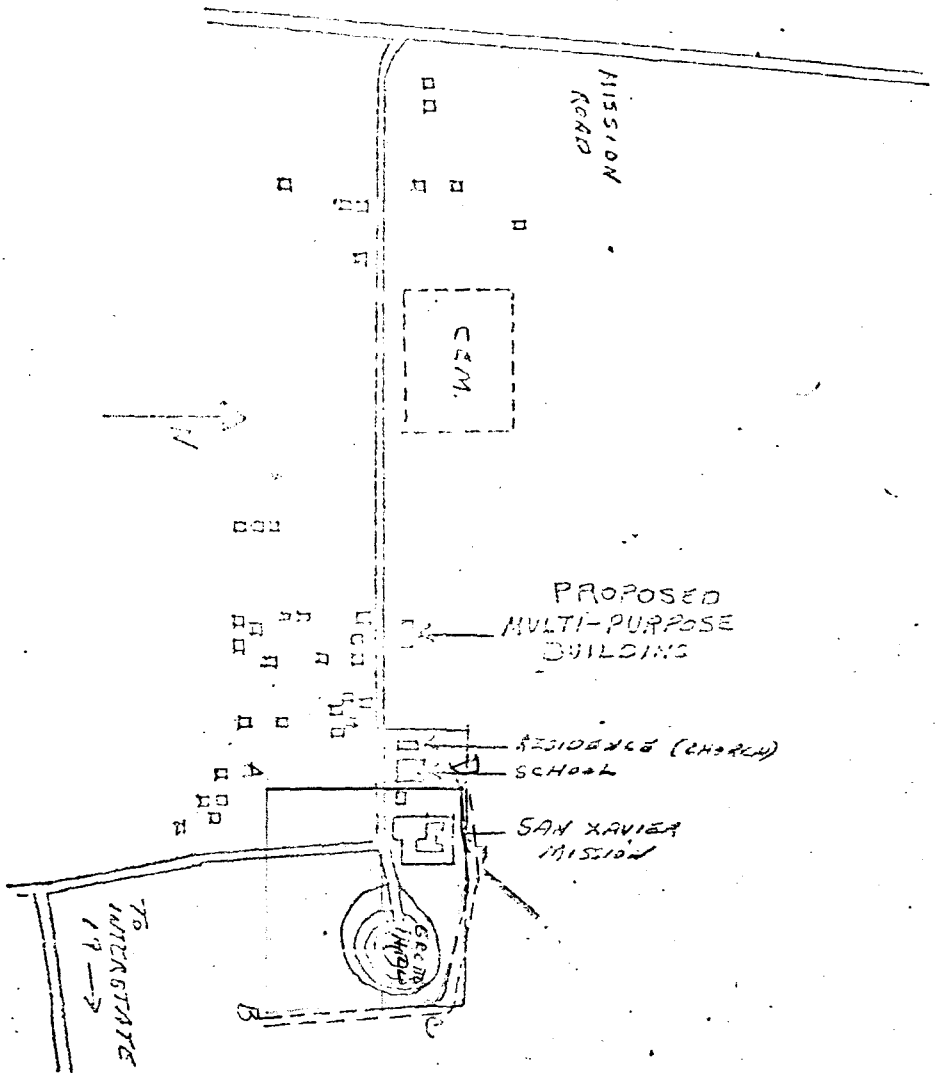 MISSION
ROAD
CEM.
N
PROPOSED
MULTI-PURPOSE
BUILDING
RESIDENCE (CHURCH)
SCHOOL
SAN XAVIER
MISSION
A
D
B
C
TO
INTERSTATE
19